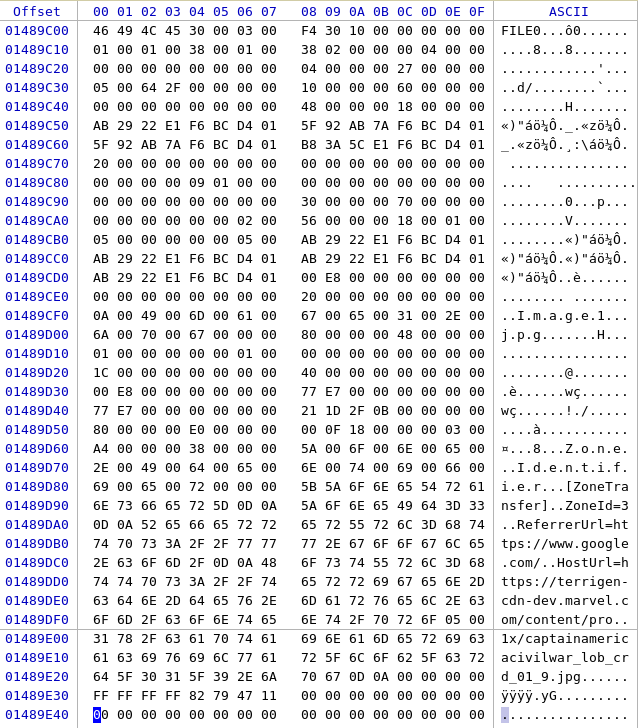 Offset 00 01 02 03 04 05 06 07 08 09 0A 0B 0C 0D 0E 0F ASCII
01489C00 46 49 4C 45 30 00 03 00 F4 30 10 00 00 00 00 00 FILE0...ô0......
01489C10 01 00 01 00 38 00 01 00 38 02 00 00 00 04 00 00 ....8...8.......
01489C20 00 00 00 00 00 00 00 00 04 00 00 00 27 00 00 00 ............'...
01489C30 05 00 64 2F 00 00 00 00 10 00 00 00 60 00 00 00 ..d/........`...
01489C40 00 00 00 00 00 00 00 00 48 00 00 00 18 00 00 00 ........H.......
01489C50 AB 29 22 E1 F6 BC D4 01 5F 92 AB 7A F6 BC D4 01 «)"áö¼Ô._.«zö¼Ô.
01489C60 5F 92 AB 7A F6 BC D4 01 B8 3A 5C E1 F6 BC D4 01 _.«zö¼Ô.¸:\áö¼Ô.
01489C70 20 00 00 00 00 00 00 00 00 00 00 00 00 00 00 00  ...............
01489C80 00 00 00 00 09 01 00 00 00 00 00 00 00 00 00 00 ....   ..........
01489C90 00 00 00 00 00 00 00 00 30 00 00 00 70 00 00 00 ........0...p...
01489CA0 00 00 00 00 00 00 02 00 56 00 00 00 18 00 01 00 ........V.......
01489CB0 05 00 00 00 00 00 05 00 AB 29 22 E1 F6 BC D4 01 ........«)"áö¼Ô.
01489CC0 AB 29 22 E1 F6 BC D4 01 AB 29 22 E1 F6 BC D4 01 «)"áö¼Ô.«)"áö¼Ô.
01489CD0 AB 29 22 E1 F6 BC D4 01 00 E8 00 00 00 00 00 00 «)"áö¼Ô..è......
01489CE0 00 00 00 00 00 00 00 00 20 00 00 00 00 00 00 00 ........ .......
01489CF0 0A 00 49 00 6D 00 61 00 67 00 65 00 31 00 2E 00 ..I.m.a.g.e.1...
01489D00 6A 00 70 00 67 00 00 00 80 00 00 00 48 00 00 00 j.p.g.......H...
01489D10 01 00 00 00 00 00 01 00 00 00 00 00 00 00 00 00 ................
01489D20 1C 00 00 00 00 00 00 00 40 00 00 00 00 00 00 00 ........@.......
01489D30 00 E8 00 00 00 00 00 00 77 E7 00 00 00 00 00 00 .è......wç......
01489D40 77 E7 00 00 00 00 00 00 21 1D 2F 0B 00 00 00 00 wç......!./.....
01489D50 80 00 00 00 E0 00 00 00 00 0F 18 00 00 00 03 00 ....à...........
01489D60 A4 00 00 00 38 00 00 00 5A 00 6F 00 6E 00 65 00 ¤...8...Z.o.n.e.
01489D70 2E 00 49 00 64 00 65 00 6E 00 74 00 69 00 66 00 ..I.d.e.n.t.i.f.
01489D80 69 00 65 00 72 00 00 00 5B 5A 6F 6E 65 54 72 61 i.e.r...[ZoneTra
01489D90 6E 73 66 65 72 5D 0D 0A 5A 6F 6E 65 49 64 3D 33 nsfer]..ZoneId=3
01489DA0 0D 0A 52 65 66 65 72 72 65 72 55 72 6C 3D 68 74 ..ReferrerUrl=ht
01489DB0 74 70 73 3A 2F 2F 77 77 77 2E 67 6F 6F 67 6C 65 tps://www.google
01489DC0 2E 63 6F 6D 2F 0D 0A 48 6F 73 74 55 72 6C 3D 68 .com/..HostUrl=h
01489DD0 74 74 70 73 3A 2F 2F 74 65 72 72 69 67 65 6E 2D ttps://terrigen-
01489DE0 63 64 6E 2D 64 65 76 2E 6D 61 72 76 65 6C 2E 63 cdn-dev.marvel.c
01489DF0 6F 6D 2F 63 6F 6E 74 65 6E 74 2F 70 72 6F 05 00 om/content/pro..
01489E00 31 78 2F 63 61 70 74 61 69 6E 61 6D 65 72 69 63 1x/captainameric
01489E10 61 63 69 76 69 6C 77 61 72 5F 6C 6F 62 5F 63 72 acivilwar_lob_cr
01489E20 64 5F 30 31 5F 39 2E 6A 70 67 0D 0A 00 00 00 00 d_01_9.jpg......
01489E30 FF FF FF FF 82 79 47 11 00 00 00 00 00 00 00 00 ÿÿÿÿ.yG.........
01489E40 00 00 00 00 00 00 00 00 00 00 00 00 00 00 00 00 ................